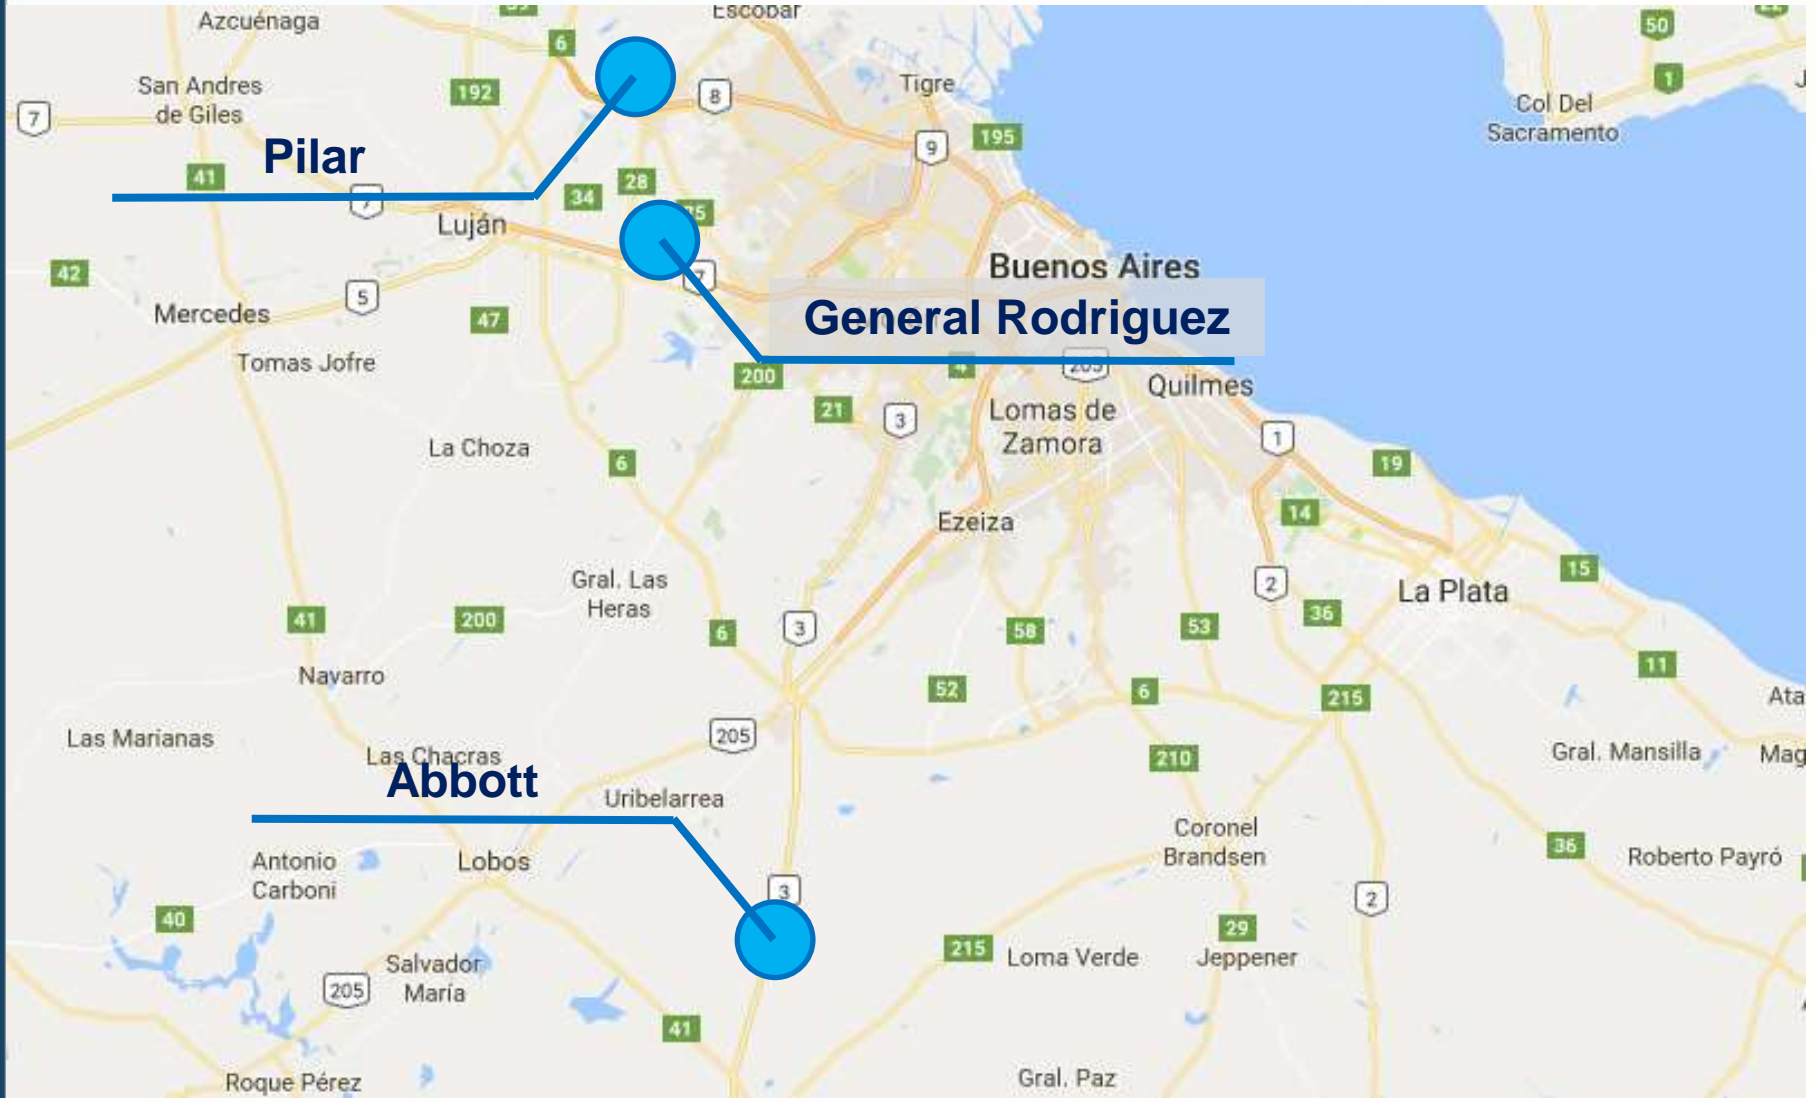 Azcuénaga
Escobar
50
6
San Andres
de Giles
192
8
Tigre
1
Col Del
Sacramento
7
9
195
Pilar
41
34
28
7
Luján
42
Buenos Aires
5
7
Mercedes
47
General Rodriguez
Tomas Jofre
200
4
205
Quilmes
21
3
Lomas de
Zamora
1
La Choza
6
19
14
Ezeiza
Gral. Las
Heras
2
15
La Plata
41
200
6
3
58
53
36
Navarro
52
6
215
11
Las Marianas
205
Las Chacras
210
Gral. Mansilla
Abbott
Uribelarrea
Coronel
Brandsen
36
Roberto Payró
Antonio
Carboni
Lobos
3
2
40
29
215
Loma Verde
Jeppener
Salvador
María
205
41
Roque Pérez
Gral. Paz